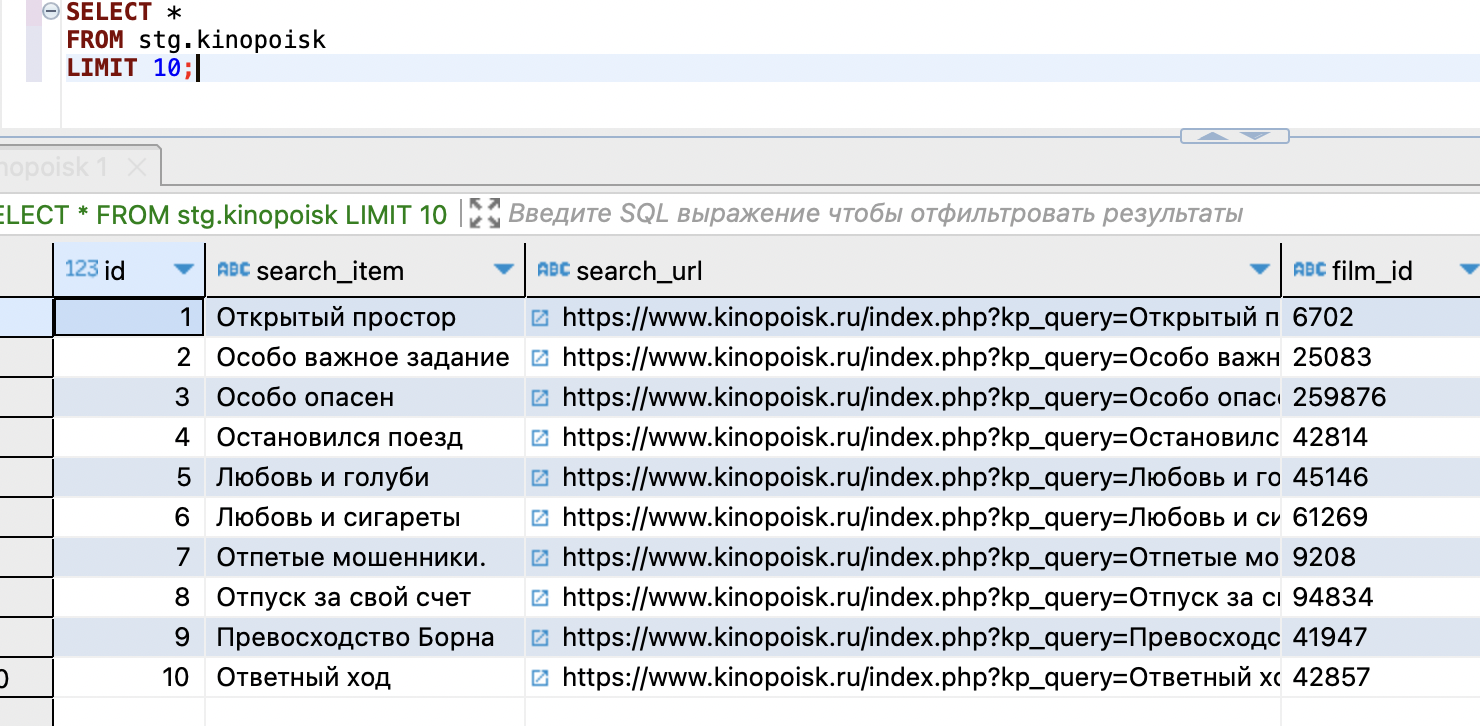 SELECT *
FROM stg.kinopoisk
LIMIT 10;
nopoisk 1
ELECT * FROM stg.kinopoisk LIMIT 10 Введите SQL выражение чтобы отфильтровать результаты
123 id ABC search_item ABC search_url ABC film_id
1 Открытый простор https://www.kinopoisk.ru/index.php?kp_query=Открытый п 6702
2 Особо важное задание https://www.kinopoisk.ru/index.php?kp_query=Особо важн 25083
3 Особо опасен https://www.kinopoisk.ru/index.php?kp_query=Особо опас 259876
4 Остановился поезд https://www.kinopoisk.ru/index.php?kp_query=Остановилс 42814
5 Любовь и голуби https://www.kinopoisk.ru/index.php?kp_query=Любовь и го 45146
6 Любовь и сигареты https://www.kinopoisk.ru/index.php?kp_query=Любовь и си 61269
7 Отпетые мошенники. https://www.kinopoisk.ru/index.php?kp_query=Отпетые мо 9208
8 Отпуск за свой счет https://www.kinopoisk.ru/index.php?kp_query=Отпуск за с 94834
9 Превосходство Борна https://www.kinopoisk.ru/index.php?kp_query=Превосходс 41947
0 10 Ответный ход https://www.kinopoisk.ru/index.php?kp_query=Ответный хо 42857